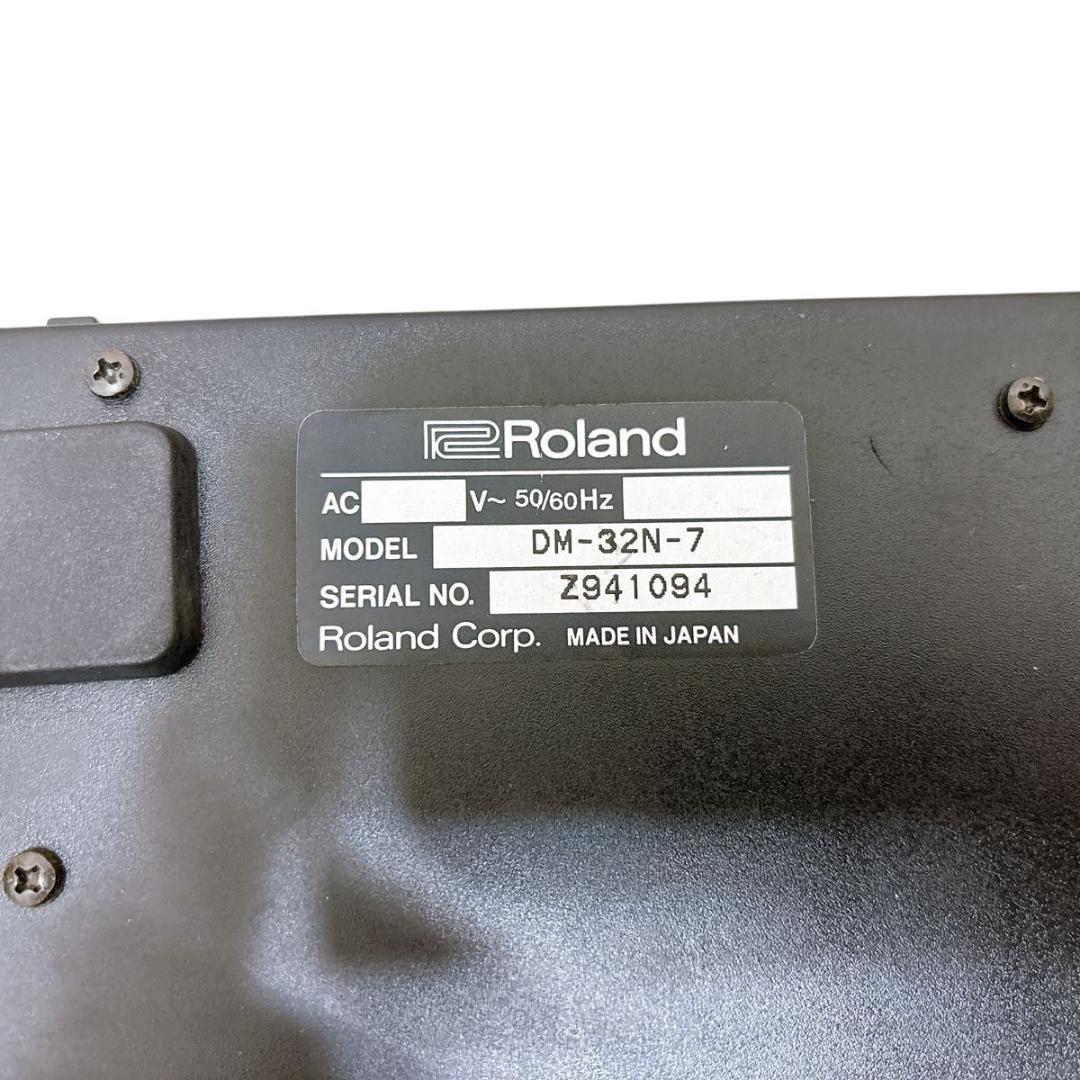 Roland
AC V~ 50/60Hz
MODEL DM-32N-7
SERIAL NO. Z941094
Roland Corp. MADE IN JAPAN